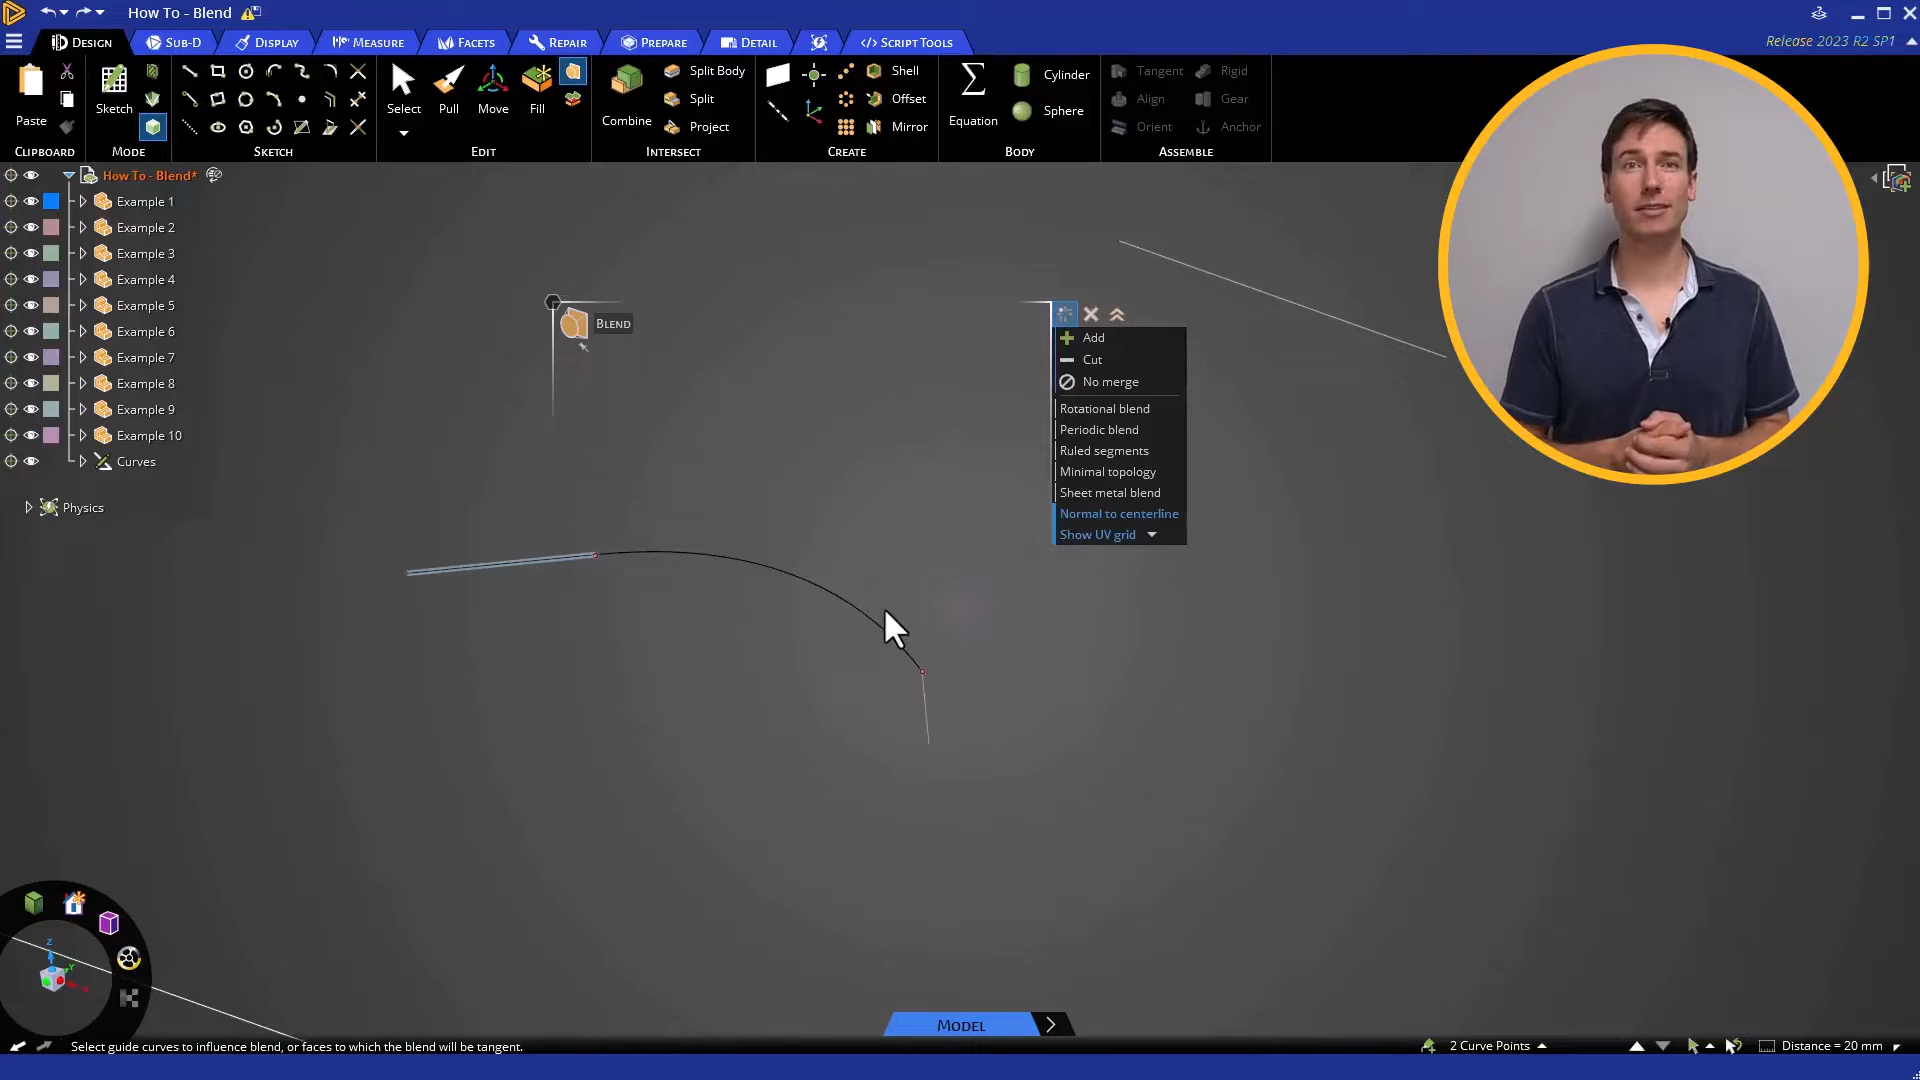 How To - Blend
Release 2023 R2 SP1
DESIGN
SUB-D
DISPLAY
MEASURE
FACETS
REPAIR
PREPARE
DETAIL
</> SCRIPT TOOLS
Paste
CLIPBOARD
Sketch
MODE
SKETCH
Select
Pull
Move
Fill
EDIT
Combine
Split Body
Split
Project
INTERSECT
Shell
Offset
Mirror
CREATE
Equation
Cylinder
Sphere
BODY
Tangent
Rigid
Align
Gear
Orient
Anchor
ASSEMBLE
How To - Blend*
Example 1
Example 2
Example 3
Example 4
Example 5
Example 6
Example 7
Example 8
Example 9
Example 10
Curves
Physics
BLEND
Add
Cut
No merge
Rotational blend
Periodic blend
Ruled segments
Minimal topology
Sheet metal blend
Normal to centerline
Show UV grid
Z
Y
X
MODEL
Select guide curves to influence blend, or faces to which the blend will be tangent.
2 Curve Points
Distance = 20 mm